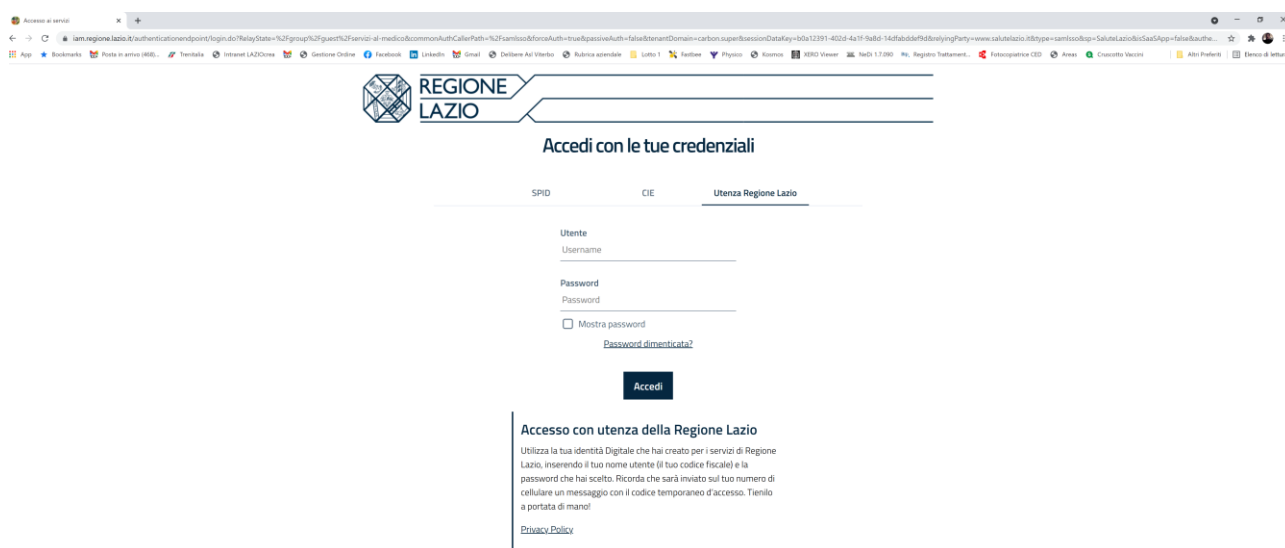 Accesso ai servizi
iam.regione.lazio.it/authenticationendpoint/login.do?RelayState=%2Fgroup%2Fguest%2Fservizi-al-medico&commonAuthCallerPath=%2Fsamlsso&forceAuth=true&passiveAuth=false&tenantDomain=carbon.super&sessionDataKey=b0a12391-402d-4a1f-9a8d-14dfabddef9d&relyingParty=www.salutelazio.it&type=samlsso&sp=SaluteLazio&isSaaSApp=false&authe...
App Bookmarks Posta in arrivo (468)... Trenitalia Intranet LAZIOcrea Gestione Ordine Facebook LinkedIn Gmail Delibere Asl Viterbo Rubrica aziendale Lotto 1 Fastbee Physico Kosmos XERO Viewer NeDi 1.7.090 Registro Trattament... Fotocopiatrice CED Areas Cruscotto Vaccini Altri Preferiti Elenco di lettura
REGIONE
LAZIO
Accedi con le tue credenziali
SPID CIE Utenza Regione Lazio
Utente
Username
Password
Password
Mostra password
Password dimenticata?
Accedi
Accesso con utenza della Regione Lazio
Utilizza la tua identità Digitale che hai creato per i servizi di Regione
Lazio, inserendo il tuo nome utente (il tuo codice fiscale) e la
password che hai scelto. Ricorda che sarà inviato sul tuo numero di
cellulare un messaggio con il codice temporaneo d'accesso. Tienilo
a portata di mano!
Privacy Policy